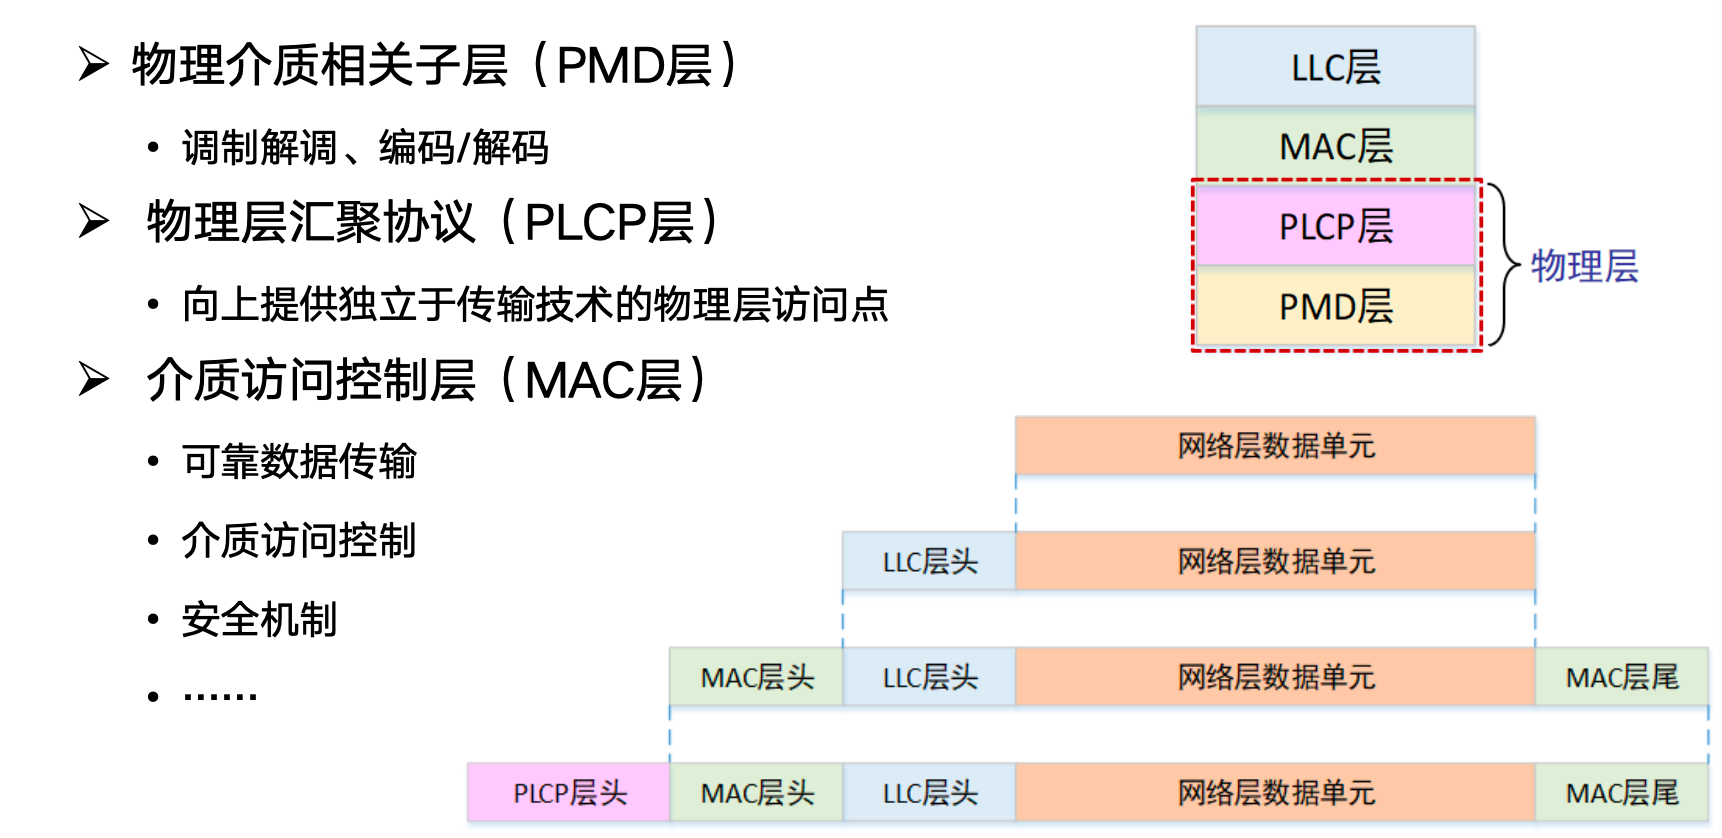 ➢ 物理介质相关子层（PMD层）
• 调制解调、编码/解码
➢ 物理层汇聚协议（PLCP层）
• 向上提供独立于传输技术的物理层访问点
➢ 介质访问控制层（MAC层）
• 可靠数据传输
• 介质访问控制
• 安全机制
• ……
LLC层
MAC层
PLCP层
PMD层
物理层
网络层数据单元
LLC层头 网络层数据单元
MAC层头 LLC层头 网络层数据单元 MAC层尾
PLCP层头 MAC层头 LLC层头 网络层数据单元 MAC层尾